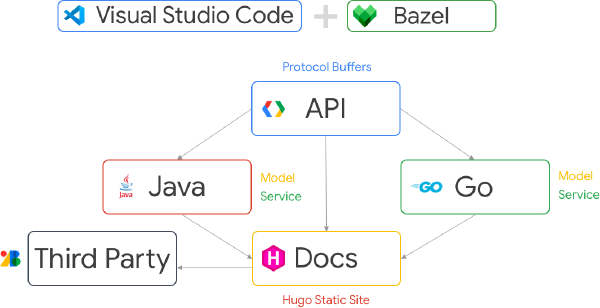 Visual Studio Code + Bazel
Protocol Buffers
API
Java
Java
Model
Service
GO
Go
Model
Service
Third Party
H
Docs
Hugo Static Site